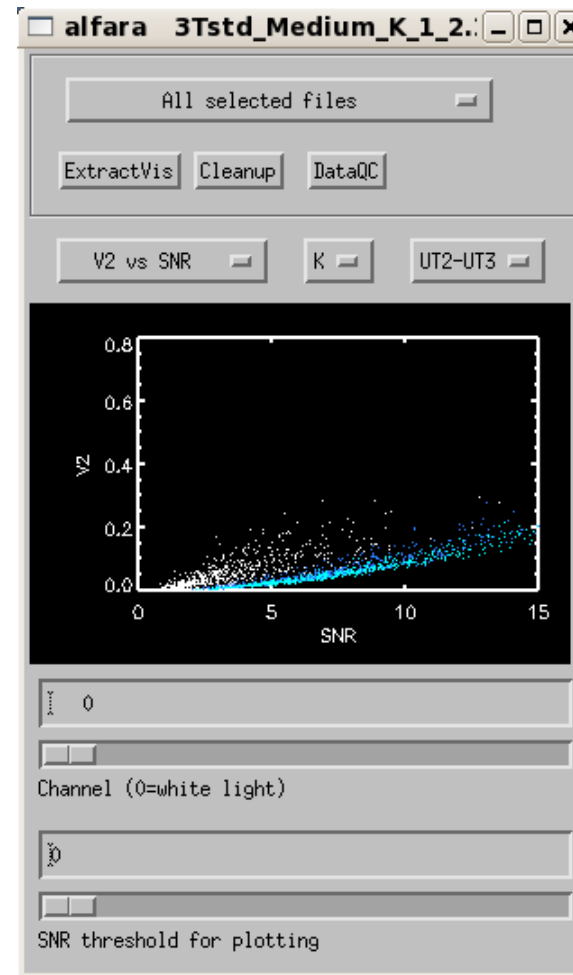 alfara 3Tstd_Medium_K_1_2.
All selected files
ExtractVis Cleanup DataQC
V2 vs SNR K UT2-UT3
0.8
0.6
V2 0.4
0.2
0.0
0 5 10 15
SNR
0
Channel (0=white light)
0
SNR threshold for plotting